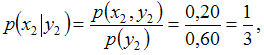 p(x₂|y₂) = p(x₂, y₂) / p(y₂) = 0,20 / 0,60 = 1 / 3 ,